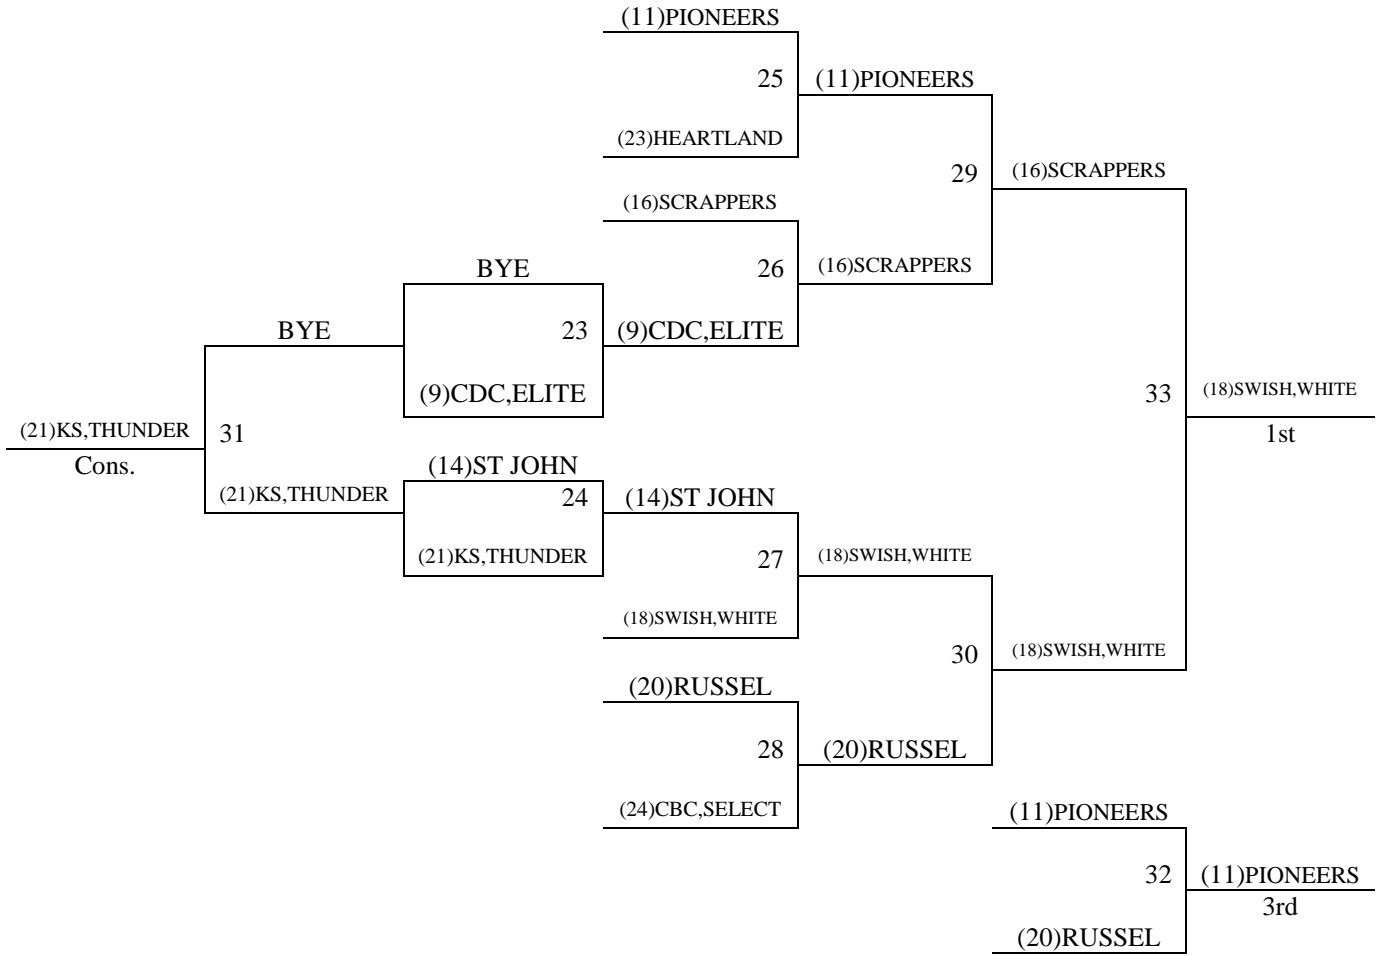 (11)PIONEERS
25
(11)PIONEERS
(23)HEARTLAND
29
(16)SCRAPPERS
(16)SCRAPPERS
BYE
26
(16)SCRAPPERS
BYE
23
(9)CDC,ELITE
(9)CDC,ELITE
33
(18)SWISH,WHITE
1st
(21)KS,THUNDER
31
Cons.
(14)ST JOHN
(21)KS,THUNDER
24
(14)ST JOHN
(21)KS,THUNDER
27
(18)SWISH,WHITE
(18)SWISH,WHITE
30
(18)SWISH,WHITE
(20)RUSSEL
28
(20)RUSSEL
(24)CBC,SELECT
(11)PIONEERS
32
(11)PIONEERS
3rd
(20)RUSSEL